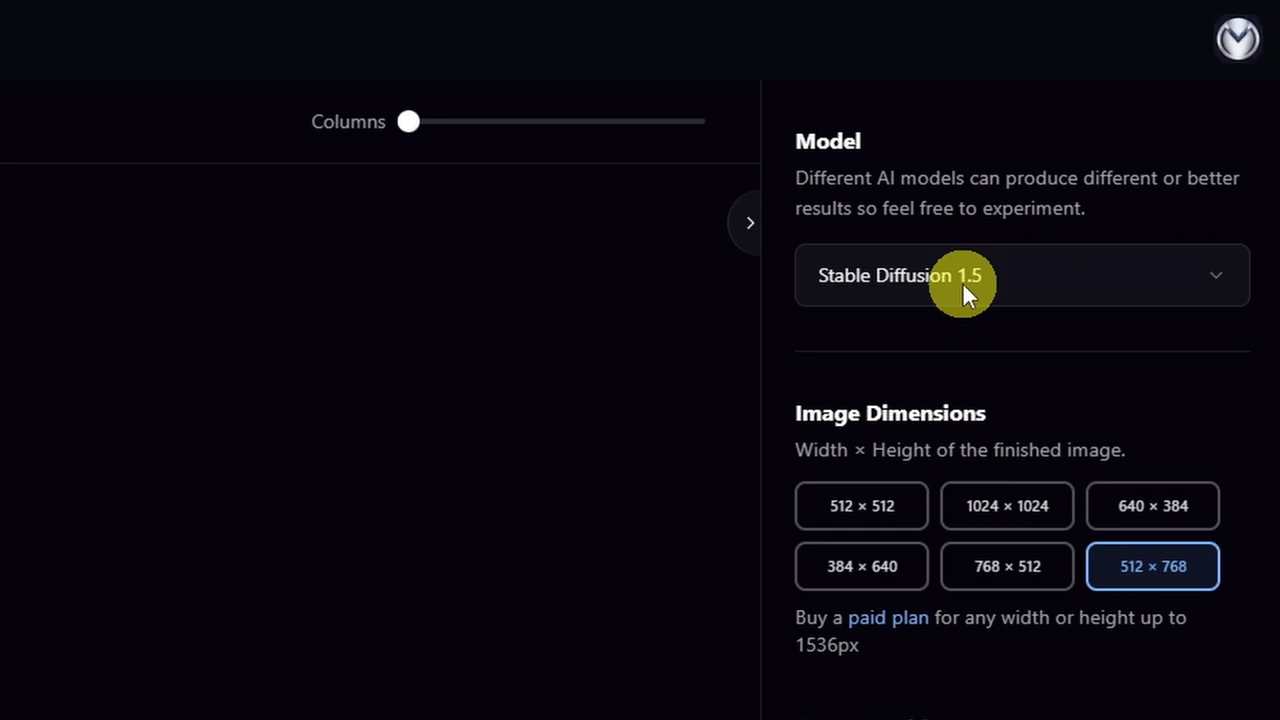 Columns
Model
Different AI models can produce different or better
results so feel free to experiment.
Stable Diffusion 1.5
Image Dimensions
Width × Height of the finished image.
512 × 512
1024 × 1024
640 × 384
384 × 640
768 × 512
512 × 768
Buy a paid plan for any width or height up to
1536px